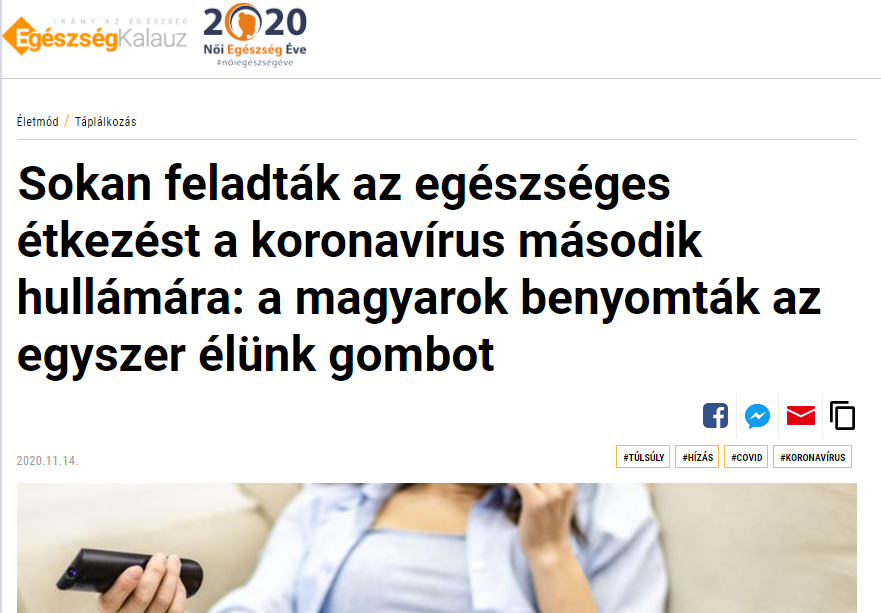 IRÁNY AZ EGÉSZSÉG
EgészségKalauz
2020
Női Egészség Éve
#nőiegészségéve
Életmód / Táplálkozás
Sokan feladták az egészséges
étkezést a koronavírus második
hullámára: a magyarok benyomták az
egyszer élünk gombot
2020.11.14.
#TÚLSÚLY #HÍZÁS #COVID #KORONAVÍRUS